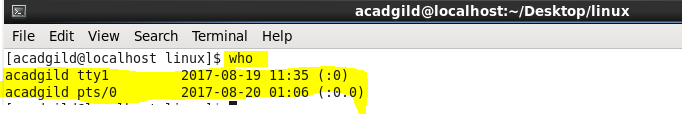 acadgild@localhost:~/Desktop/linux
File Edit View Search Terminal Help
[acadgild@localhost linux]$ who
acadgild tty1         2017-08-19 11:35 (:0)
acadgild pts/0        2017-08-20 01:06 (:0.0)